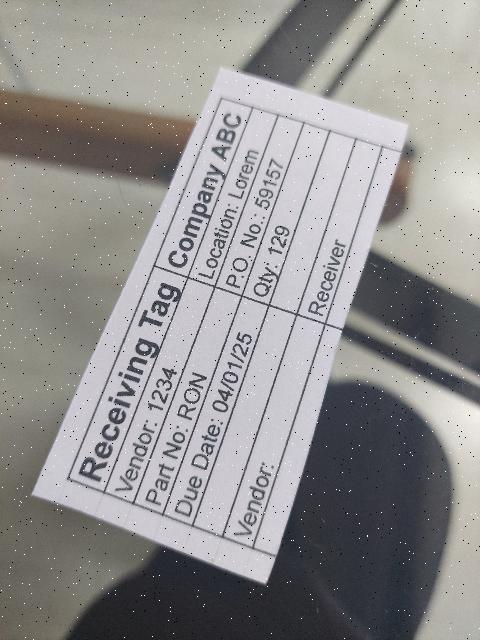 Receiving Tag Company ABC
Vendor: 1234 Location: Lorem
Part No: RON P.O. No.: 59157
Due Date: 04/01/25 Qty: 129
Vendor: Receiver